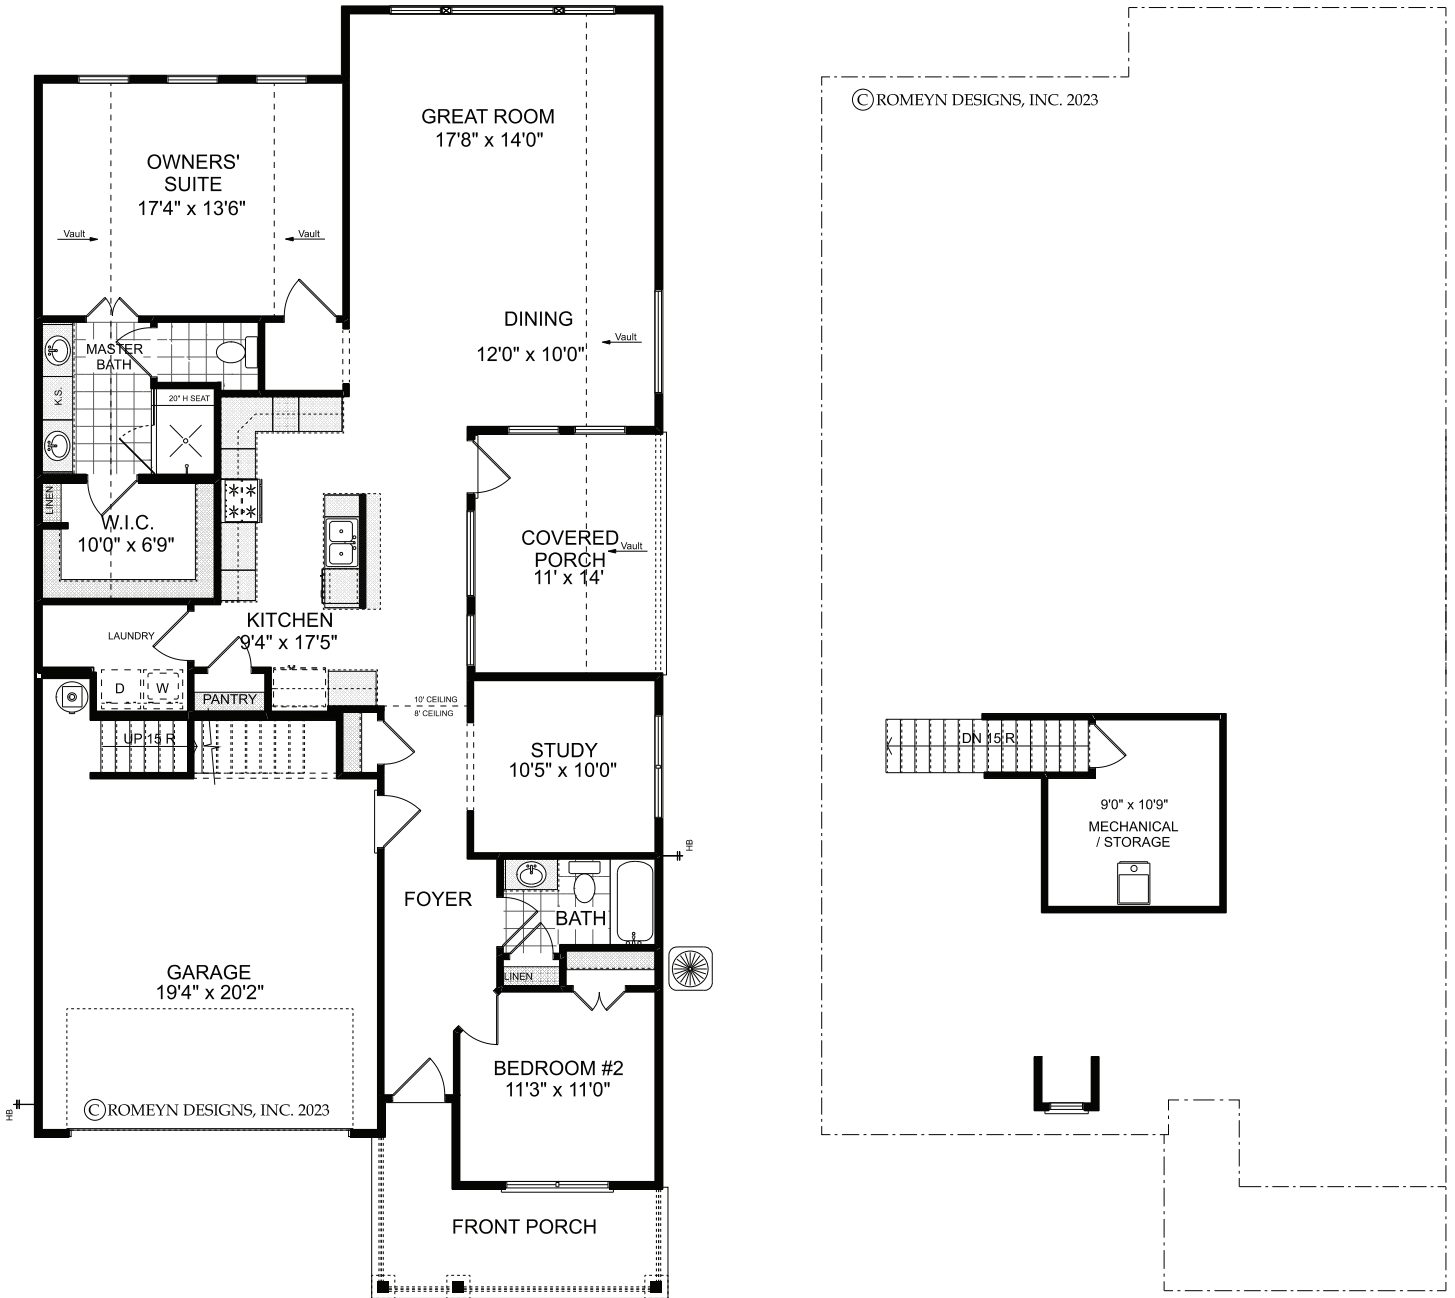 GREAT ROOM
17'8" x 14'0"
OWNERS'
SUITE
17'4" x 13'6"
Vault
Vault
DINING
12'0" x 10'0"
Vault
MASTER
BATH
K.S.
20" H SEAT
LINEN
W.I.C.
10'0" x 6'9"
COVERED
PORCH
11' x 14'
Vault
KITCHEN
9'4" x 17'5"
LAUNDRY
D
W
PANTRY
10' CEILING
8' CEILING
UP 15 R
STUDY
10'5" x 10'0"
HB
FOYER
BATH
LINEN
GARAGE
19'4" x 20'2"
BEDROOM #2
11'3" x 11'0"
HB
© ROMEYN DESIGNS, INC. 2023
FRONT PORCH
© ROMEYN DESIGNS, INC. 2023
DN 15 R
9'0" x 10'9"
MECHANICAL
/ STORAGE